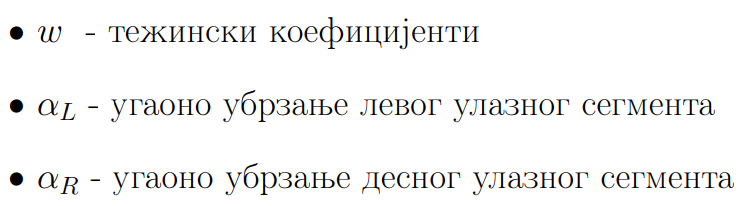 • w - тежински коефицијенти
• α_L - угаоно убрзање левог улазног сегмента
• α_R - угаоно убрзање десног улазног сегмента